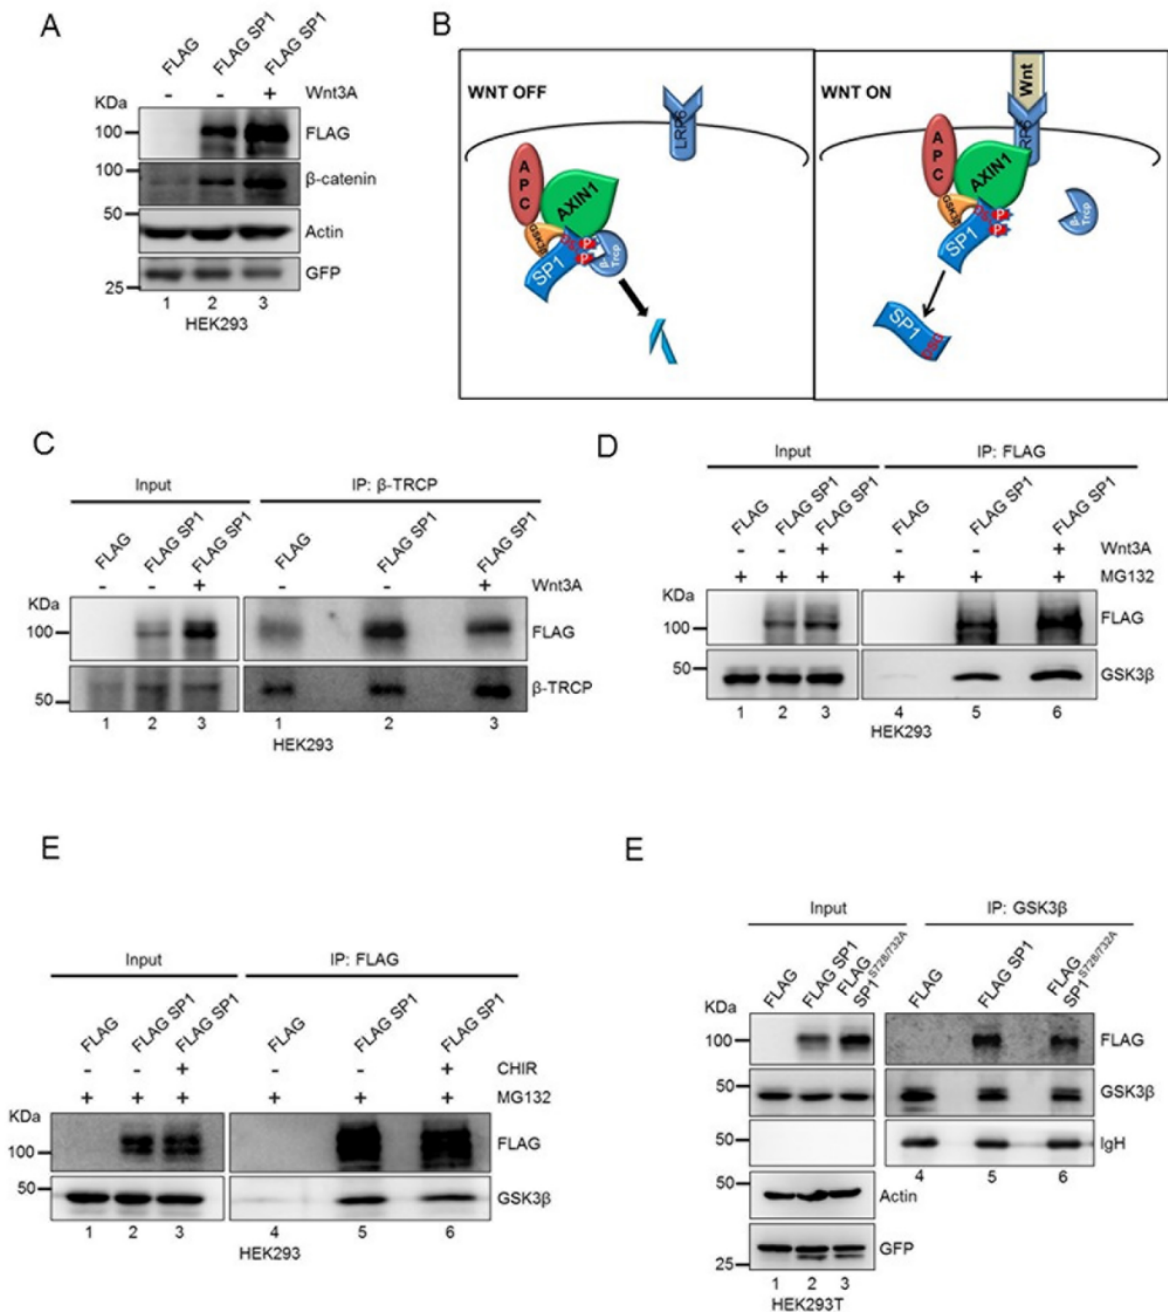 A
FLAG
FLAG SP1
FLAG SP1
- - + Wnt3A
KDa
100
FLAG
100
β-catenin
50
Actin
GFP
25
1 2 3
HEK293
B
WNT OFF
LRP6
APC
AXIN1
GSK3β
P
P
SP1
β-Trcp
WNT ON
Wnt
RP6
APC
AXIN1
GSK3β
P
P
SP1
β-Trcp
SP1
DSG
C
Input
IP: β-TRCP
FLAG
FLAG SP1
FLAG SP1
FLAG
FLAG SP1
FLAG SP1
- - + - - + Wnt3A
KDa
100
FLAG
50
β-TRCP
1 2 3 1 2 3
HEK293
D
Input
IP: FLAG
FLAG
FLAG SP1
FLAG SP1
FLAG
FLAG SP1
FLAG SP1
- - + - - + Wnt3A
+ + + + + + MG132
KDa
100
FLAG
50
GSK3β
1 2 3 4 5 6
HEK293
E
Input
IP: FLAG
FLAG
FLAG SP1
FLAG SP1
FLAG
FLAG SP1
FLAG SP1
- - + - - + CHIR
+ + + + + + MG132
KDa
100
FLAG
50
GSK3β
1 2 3 4 5 6
HEK293
E
Input
IP: GSK3β
FLAG
FLAG SP1
FLAG
SP1S728/732A
FLAG
FLAG SP1
FLAG
SP1S728/732A
KDa
100
FLAG
50
GSK3β
50
IgH
4 5 6
50
Actin
GFP
25
1 2 3
HEK293T